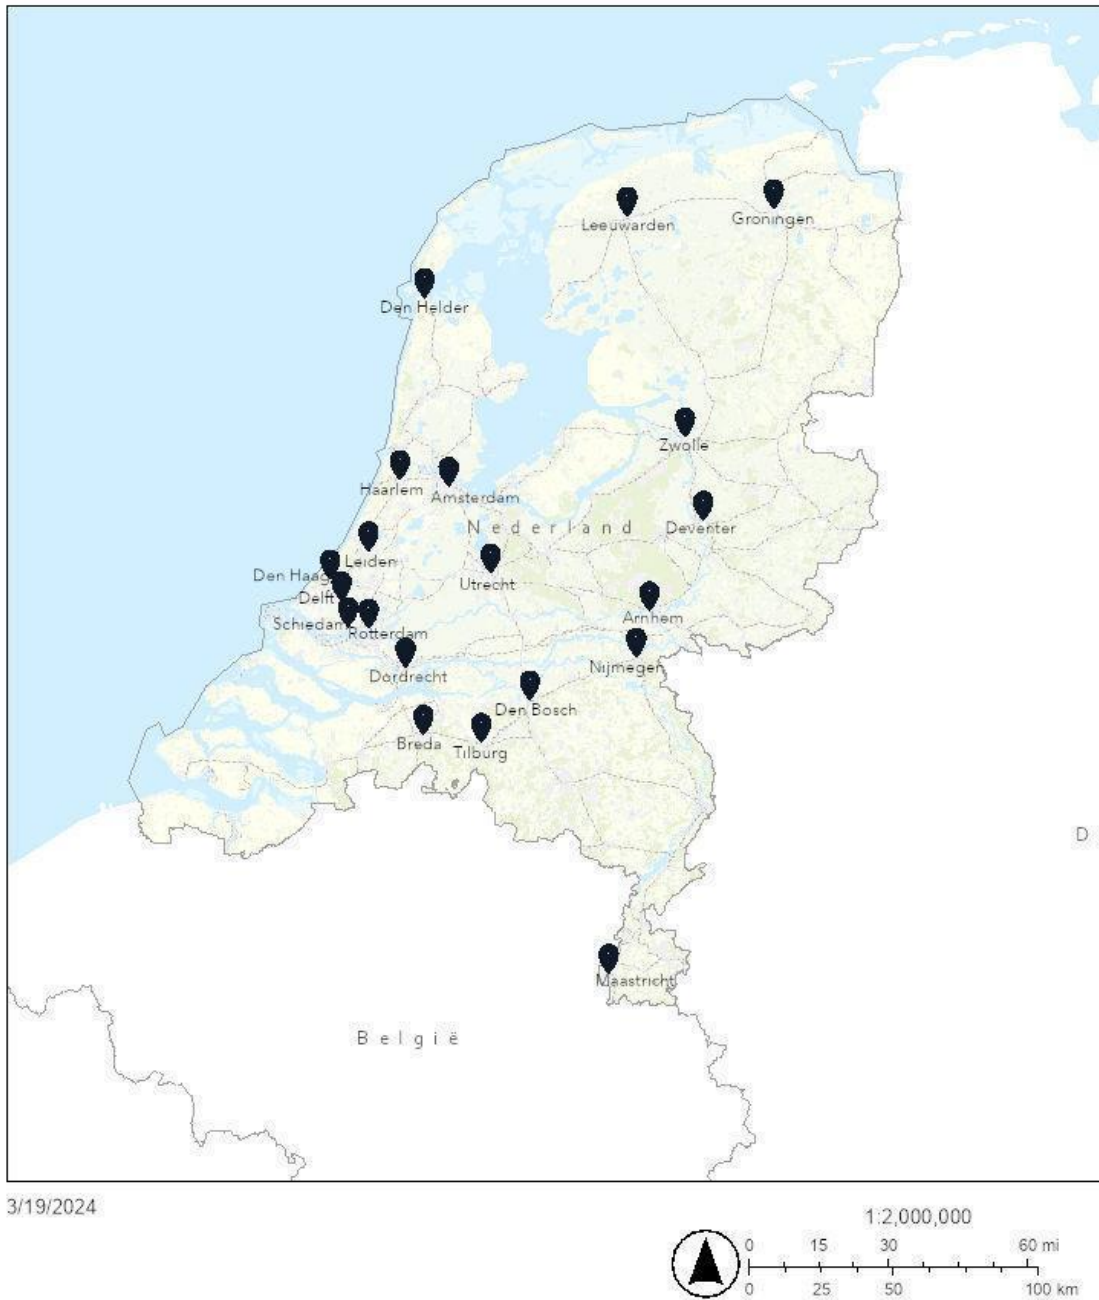 Leeuwarden
Groningen
Den Helder
Zwolle
Haarlem
Amsterdam
Nederland
Deventer
Leiden
Den Haag
Utrecht
Delft
Arnhem
Schiedam
Rotterdam
Nijmegen
Dordrecht
Den Bosch
Breda
Tilburg
D
Maastricht
België
3/19/2024
1:2,000,000
0 15 30 60 mi
0 25 50 100 km